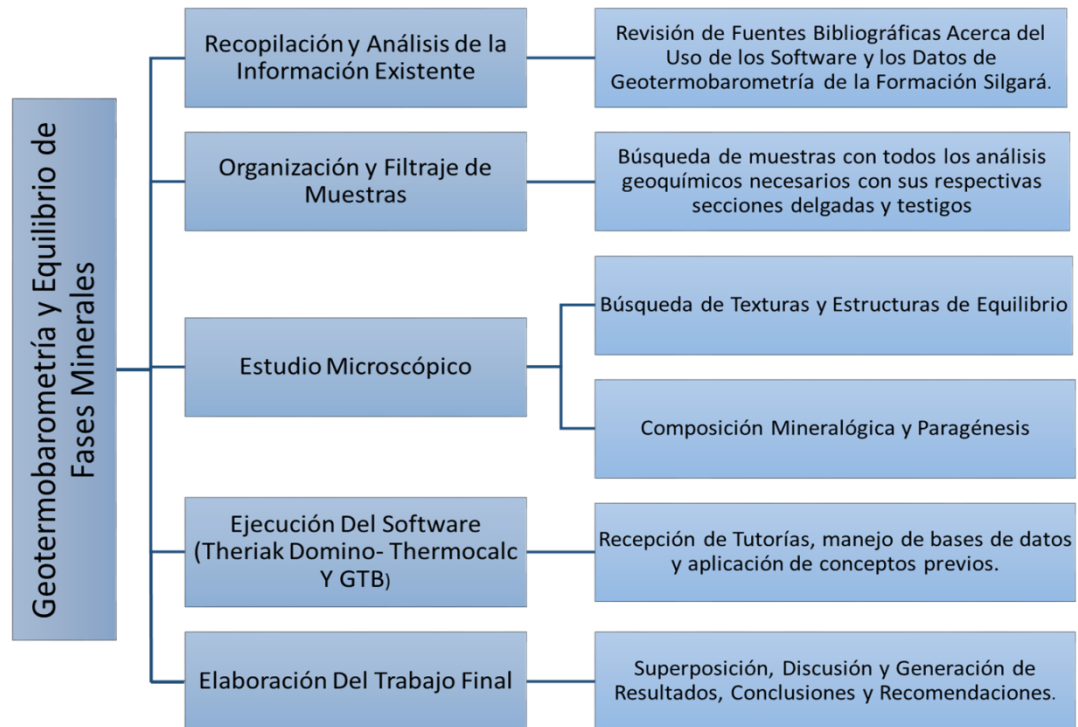 Geotermobarometría y Equilibrio de
Fases Minerales
Recopilación y Análisis de la
Información Existente
Revisión de Fuentes Bibliográficas Acerca del
Uso de los Software y los Datos de
Geotermobarometría de la Formación Silgará.
Organización y Filtraje de
Muestras
Búsqueda de muestras con todos los análisis
geoquímicos necesarios con sus respectivas
secciones delgadas y testigos
Estudio Microscópico
Búsqueda de Texturas y Estructuras de Equilibrio
Composición Mineralógica y Paragénesis
Ejecución Del Software
(Theriak Domino- Thermocalc
Y GTB)
Recepción de Tutorías, manejo de bases de datos
y aplicación de conceptos previos.
Elaboración Del Trabajo Final
Superposición, Discusión y Generación de
Resultados, Conclusiones y Recomendaciones.